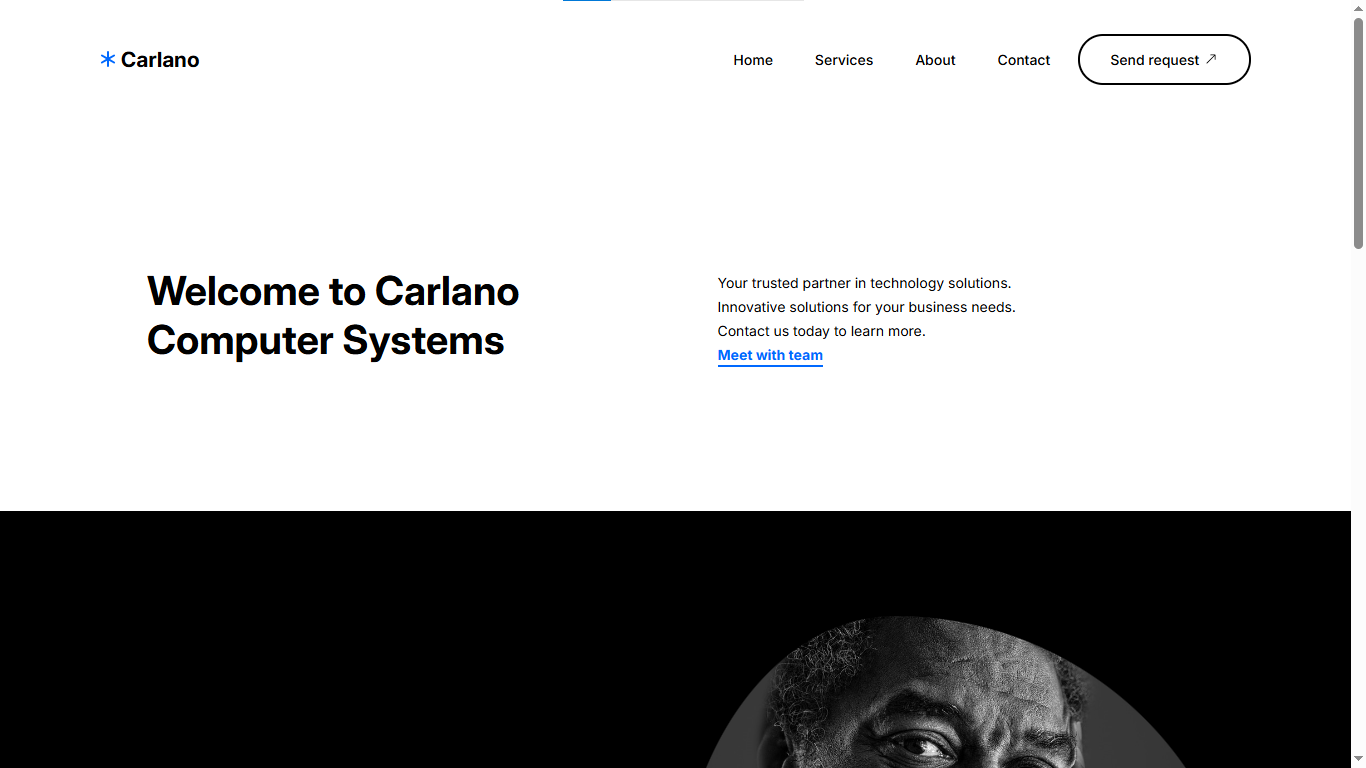 Carlano
Home
Services
About
Contact
Send request
Welcome to Carlano
Computer Systems
Your trusted partner in technology solutions.
Innovative solutions for your business needs.
Contact us today to learn more.
Meet with team